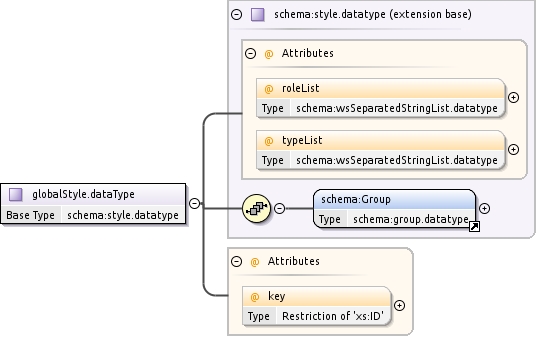 schema:style.datatype (extension base)
@ Attributes
@ roleList
Type schema:wsSeparatedStringList.datatype
@ typeList
Type schema:wsSeparatedStringList.datatype
globalStyle.dataType
Base Type schema:style.datatype
schema:Group
Type schema:group.datatype
@ Attributes
@ key
Type Restriction of 'xs:ID'